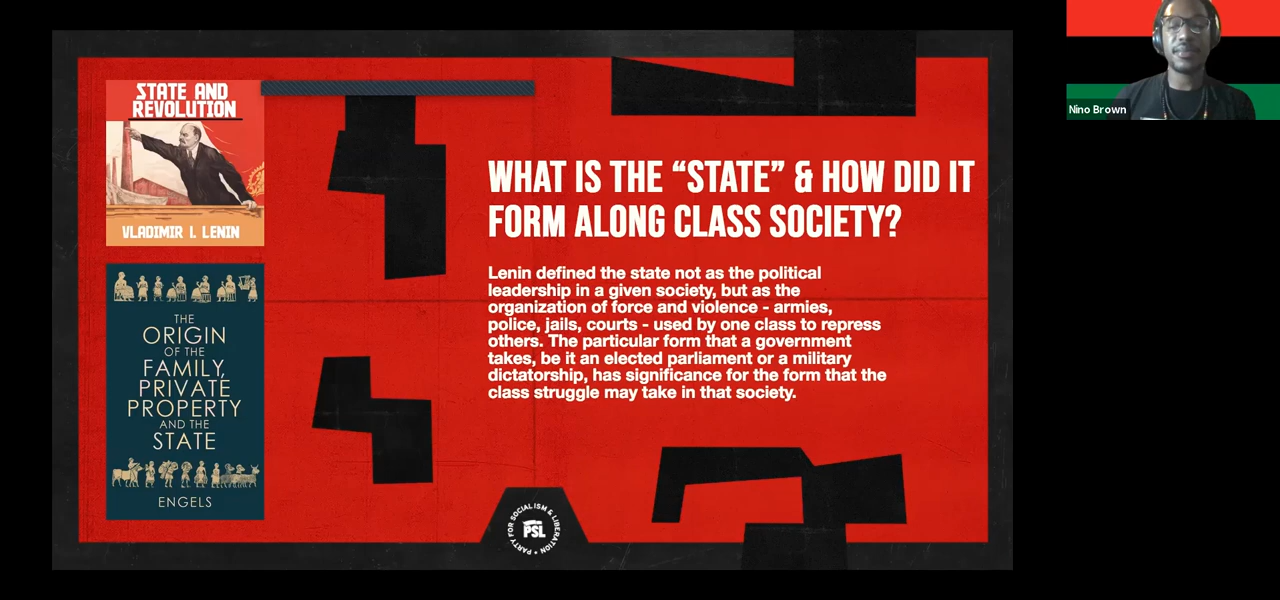 STATE AND
REVOLUTION
VLADIMIR I. LENIN
THE
ORIGIN
OF THE
FAMILY,
PRIVATE
PROPERTY
AND THE
STATE
ENGELS
WHAT IS THE “STATE” & HOW DID IT
FORM ALONG CLASS SOCIETY?
Lenin defined the state not as the political
leadership in a given society, but as the
organization of force and violence - armies,
police, jails, courts - used by one class to repress
others. The particular form that a government
takes, be it an elected parliament or a military
dictatorship, has significance for the form that the
class struggle may take in that society.
PARTY FOR SOCIALISM & LIBERATION •
PSL
Nino Brown